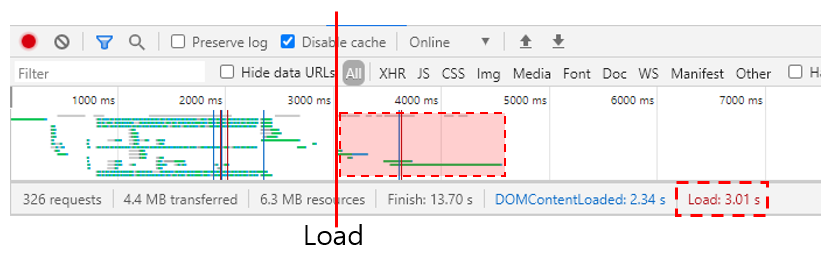 Preserve log Disable cache Online
Filter Hide data URLs All XHR JS CSS Img Media Font Doc WS Manifest Other
1000 ms 2000 ms 3000 ms 4000 ms 5000 ms 6000 ms 7000 ms
326 requests 4.4 MB transferred 6.3 MB resources Finish: 13.70 s DOMContentLoaded: 2.34 s Load: 3.01 s
Load